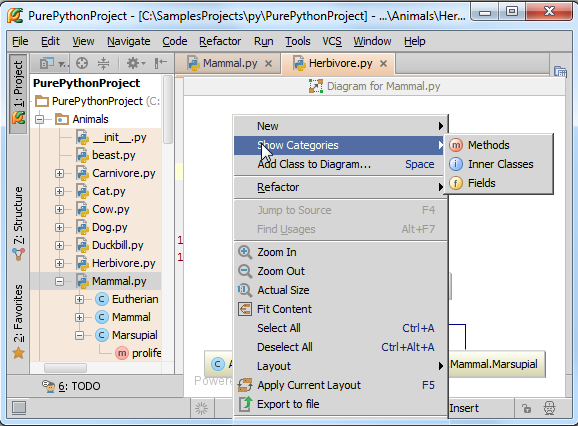 PurePythonProject - [C:\SamplesProjects\py\PurePythonProject] - ...\Animals\Her
File Edit View Navigate Code Refactor Run Tools VCS Window Help
1: Project
Z: Structure
2: Favorites
PurePythonProject
PurePythonProject (C:
Animals
__init__.py
beast.py
Carnivore.py
Cat.py
Cow.py
Dog.py
Duckbill.py
Herbivore.py
Mammal.py
Eutherian
Mammal
Marsupial
prolife
Mammal.py
Herbivore.py
Diagram for Mammal.py
New
Show Categories
Add Class to Diagram... Space
Refactor
Jump to Source F4
Find Usages Alt+F7
Zoom In
Zoom Out
Actual Size
Fit Content
Select All Ctrl+A
Deselect All Ctrl+Alt+A
Layout
Apply Current Layout F5
Export to file
Methods
Inner Classes
Fields
1
1
A
Mammal.Marsupial
Powere
6: TODO
Insert